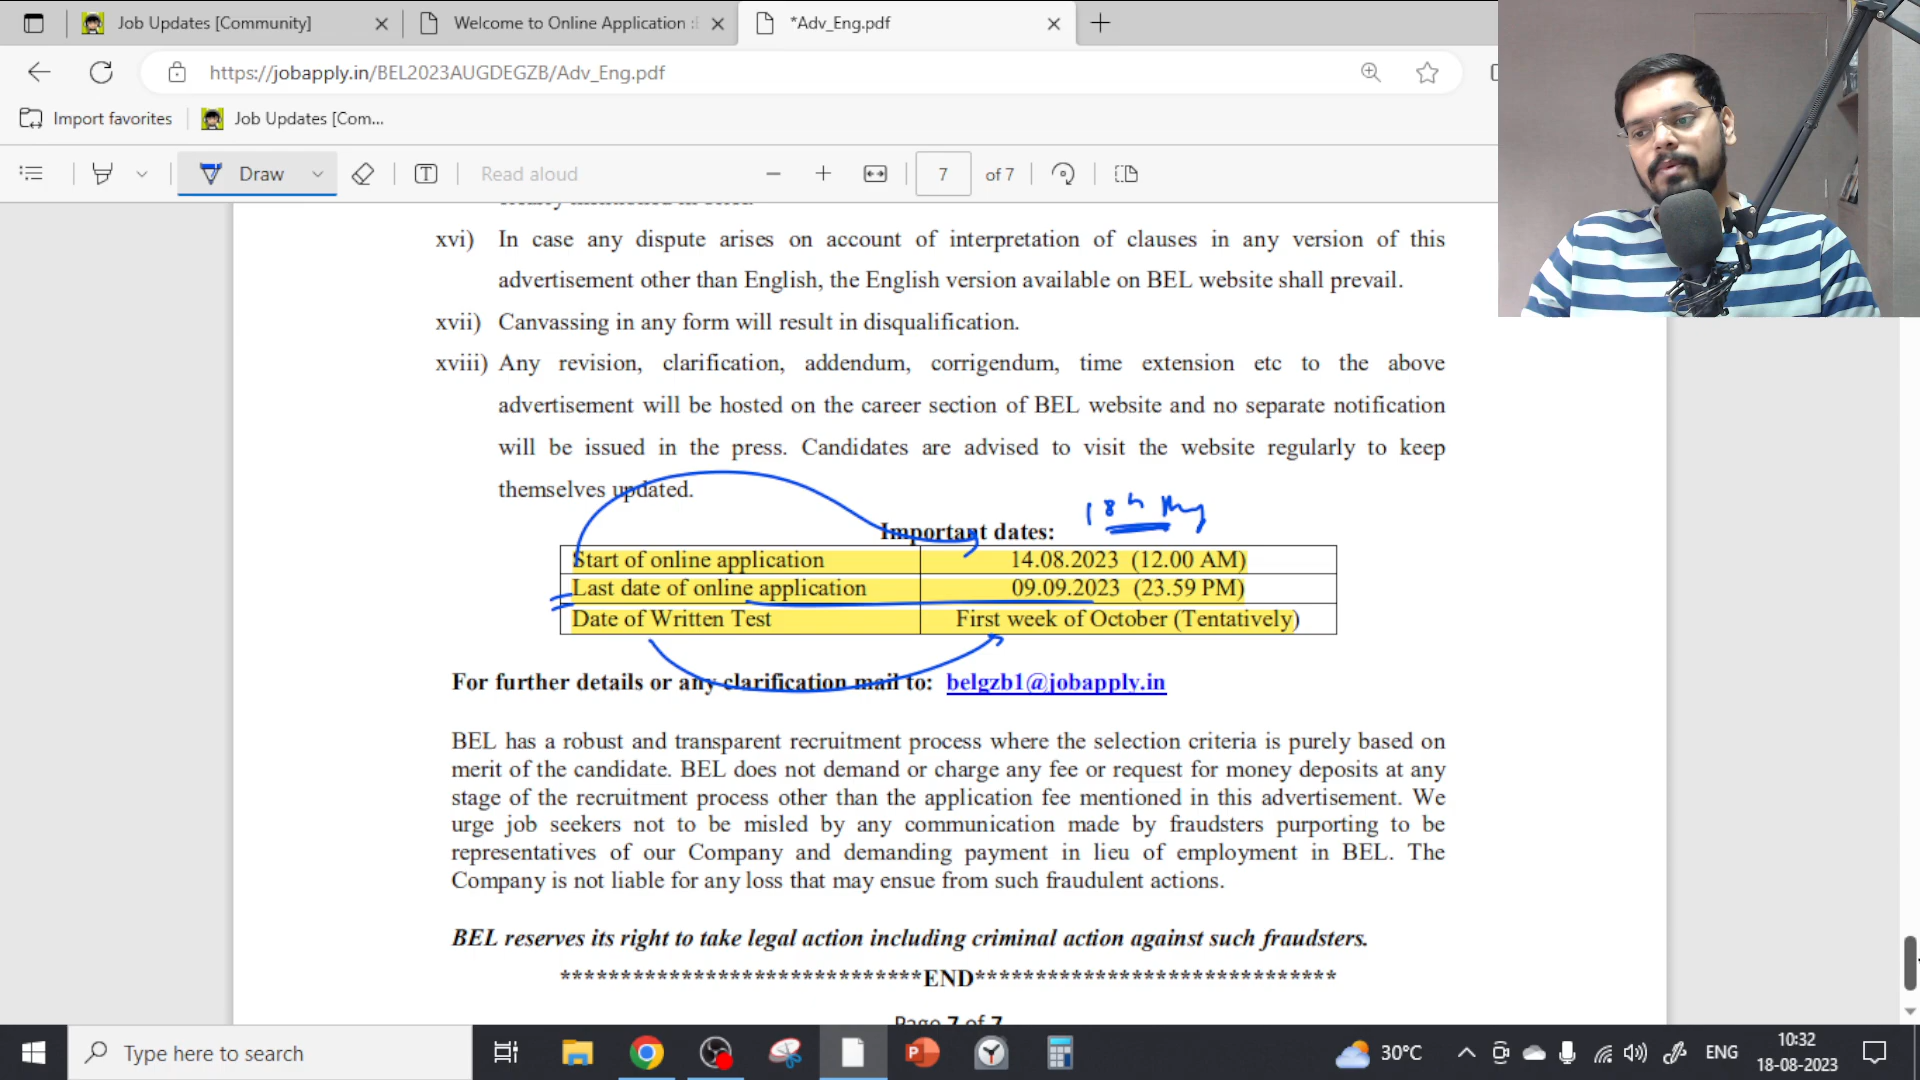 Job Updates [Community]
Welcome to Online Application :
*Adv_Eng.pdf
https://jobapply.in/BEL2023AUGDEGZB/Adv_Eng.pdf
Import favorites
Job Updates [Com...
Draw
Read aloud
7 of 7
xvi) In case any dispute arises on account of interpretation of clauses in any version of this
advertisement other than English, the English version available on BEL website shall prevail.
xvii) Canvassing in any form will result in disqualification.
xviii) Any revision, clarification, addendum, corrigendum, time extension etc to the above
advertisement will be hosted on the career section of BEL website and no separate notification
will be issued in the press. Candidates are advised to visit the website regularly to keep
themselves updated.
18th Aug
Important dates:
Start of online application 14.08.2023 (12.00 AM)
Last date of online application 09.09.2023 (23.59 PM)
Date of Written Test First week of October (Tentatively)
For further details or any clarification mail to: belgzb1@jobapply.in
BEL has a robust and transparent recruitment process where the selection criteria is purely based on
merit of the candidate. BEL does not demand or charge any fee or request for money deposits at any
stage of the recruitment process other than the application fee mentioned in this advertisement. We
urge job seekers not to be misled by any communication made by fraudsters purporting to be
representatives of our Company and demanding payment in lieu of employment in BEL. The
Company is not liable for any loss that may ensue from such fraudulent actions.
BEL reserves its right to take legal action including criminal action against such fraudsters.
******************************END******************************
Page 7 of 7
Type here to search
30°C
ENG
10:32
18-08-2023